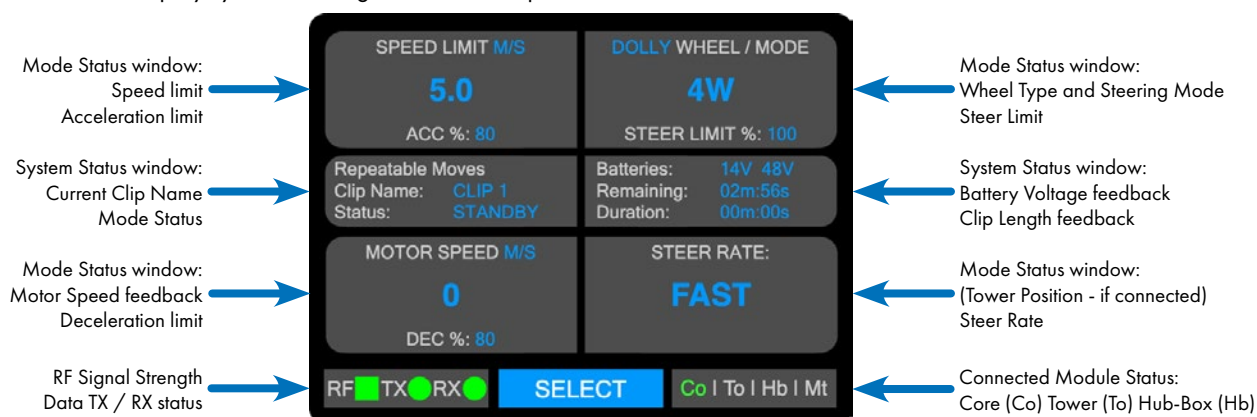 Mode Status window:
Speed limit
Acceleration limit
System Status window:
Current Clip Name
Mode Status
Mode Status window:
Motor Speed feedback
Deceleration limit
RF Signal Strength
Data TX / RX status
SPEED LIMIT M/S
5.0
ACC %: 80
DOLLY WHEEL / MODE
4W
STEER LIMIT %: 100
Repeatable Moves
Clip Name: CLIP 1
Status: STANDBY
Batteries: 14V 48V
Remaining: 02m:56s
Duration: 00m:00s
MOTOR SPEED M/S
0
DEC %: 80
STEER RATE:
FAST
RF TX RX
SELECT
Co I To I Hb I Mt
Mode Status window:
Wheel Type and Steering Mode
Steer Limit
System Status window:
Battery Voltage feedback
Clip Length feedback
Mode Status window:
(Tower Position - if connected)
Steer Rate
Connected Module Status:
Core (Co) Tower (To) Hub-Box (Hb)